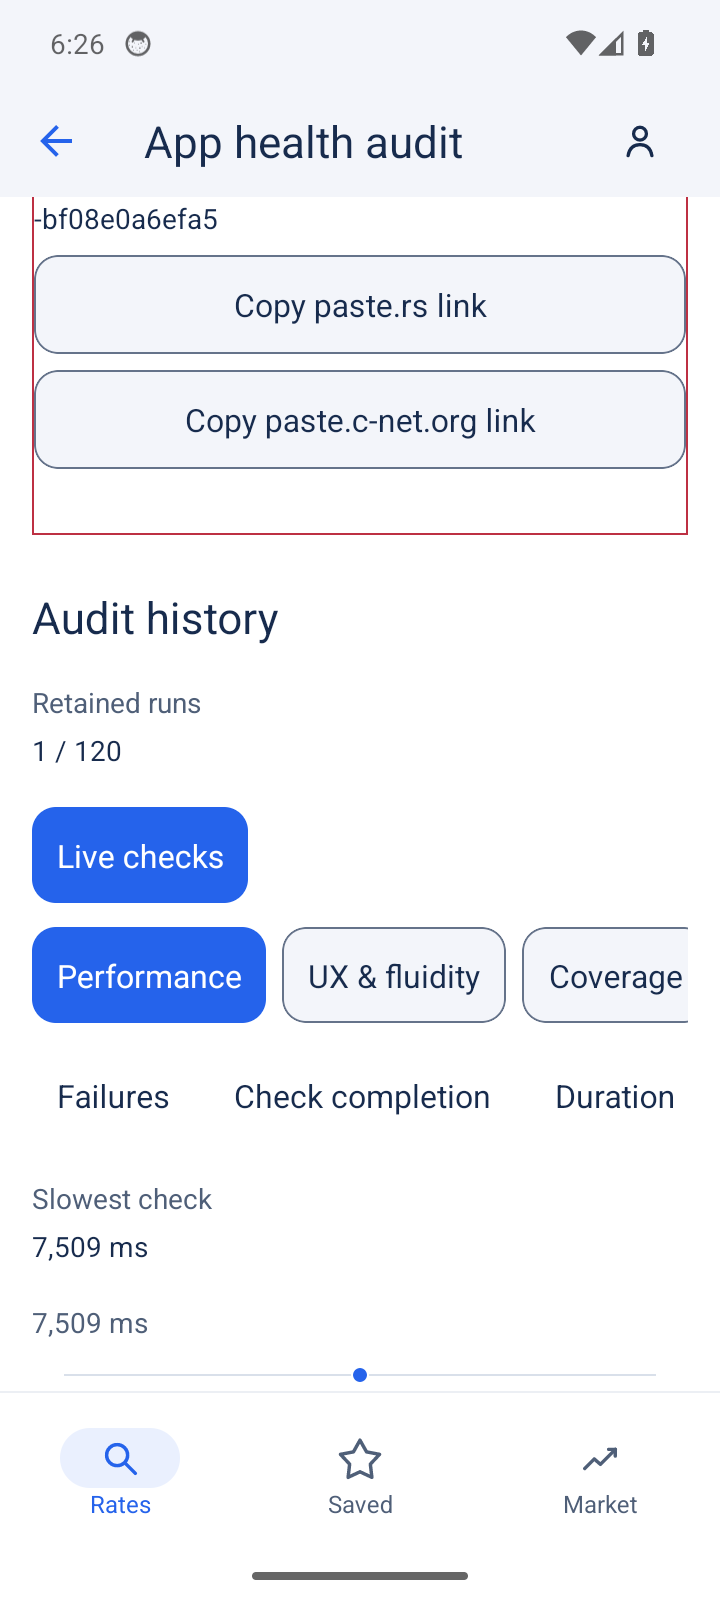 6:26
App health audit
-bf08e0a6efa5
Copy paste.rs link
Copy paste.c-net.org link
Audit history
Retained runs
1 / 120
Live checks
Performance UX & fluidity Coverage
Failures Check completion Duration
Slowest check
7,509 ms
7,509 ms
Rates Saved Market